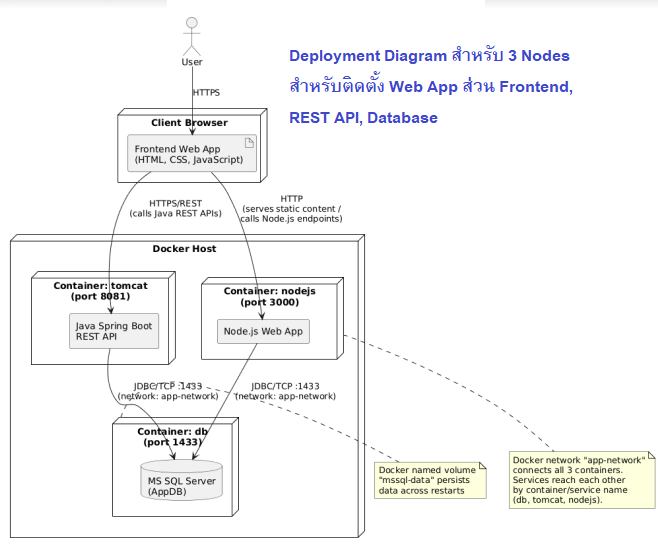 Deployment Diagram สำหรับ 3 Nodes
สำหรับติดตั้ง Web App ส่วน Frontend,
REST API, Database
User
HTTPS
Client Browser
Frontend Web App
(HTML, CSS, JavaScript)
HTTPS/REST
(calls Java REST APIs)
HTTP
(serves static content /
calls Node.js endpoints)
Docker Host
Container: tomcat
(port 8081)
Java Spring Boot
REST API
Container: nodejs
(port 3000)
Node.js Web App
JDBC/TCP :1433
(network: app-network)
JDBC/TCP :1433
(network: app-network)
Container: db
(port 1433)
MS SQL Server
(AppDB)
Docker named volume
"mssql-data" persists
data across restarts
Docker network "app-network"
connects all 3 containers.
Services reach each other
by container/service name
(db, tomcat, nodejs).